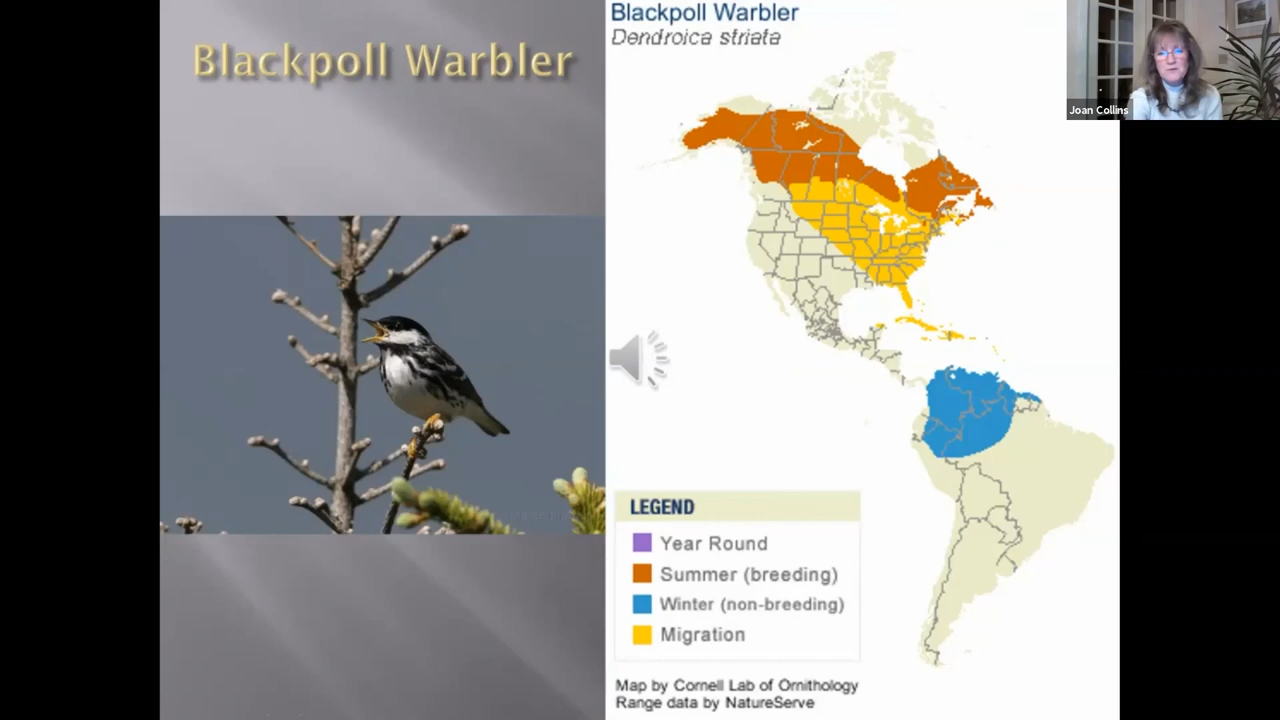 Blackpoll Warbler
Blackpoll Warbler
Dendroica striata
Joan Collins
LEGEND
Year Round
Summer (breeding)
Winter (non-breeding)
Migration
Map by Cornell Lab of Ornithology
Range data by NatureServe